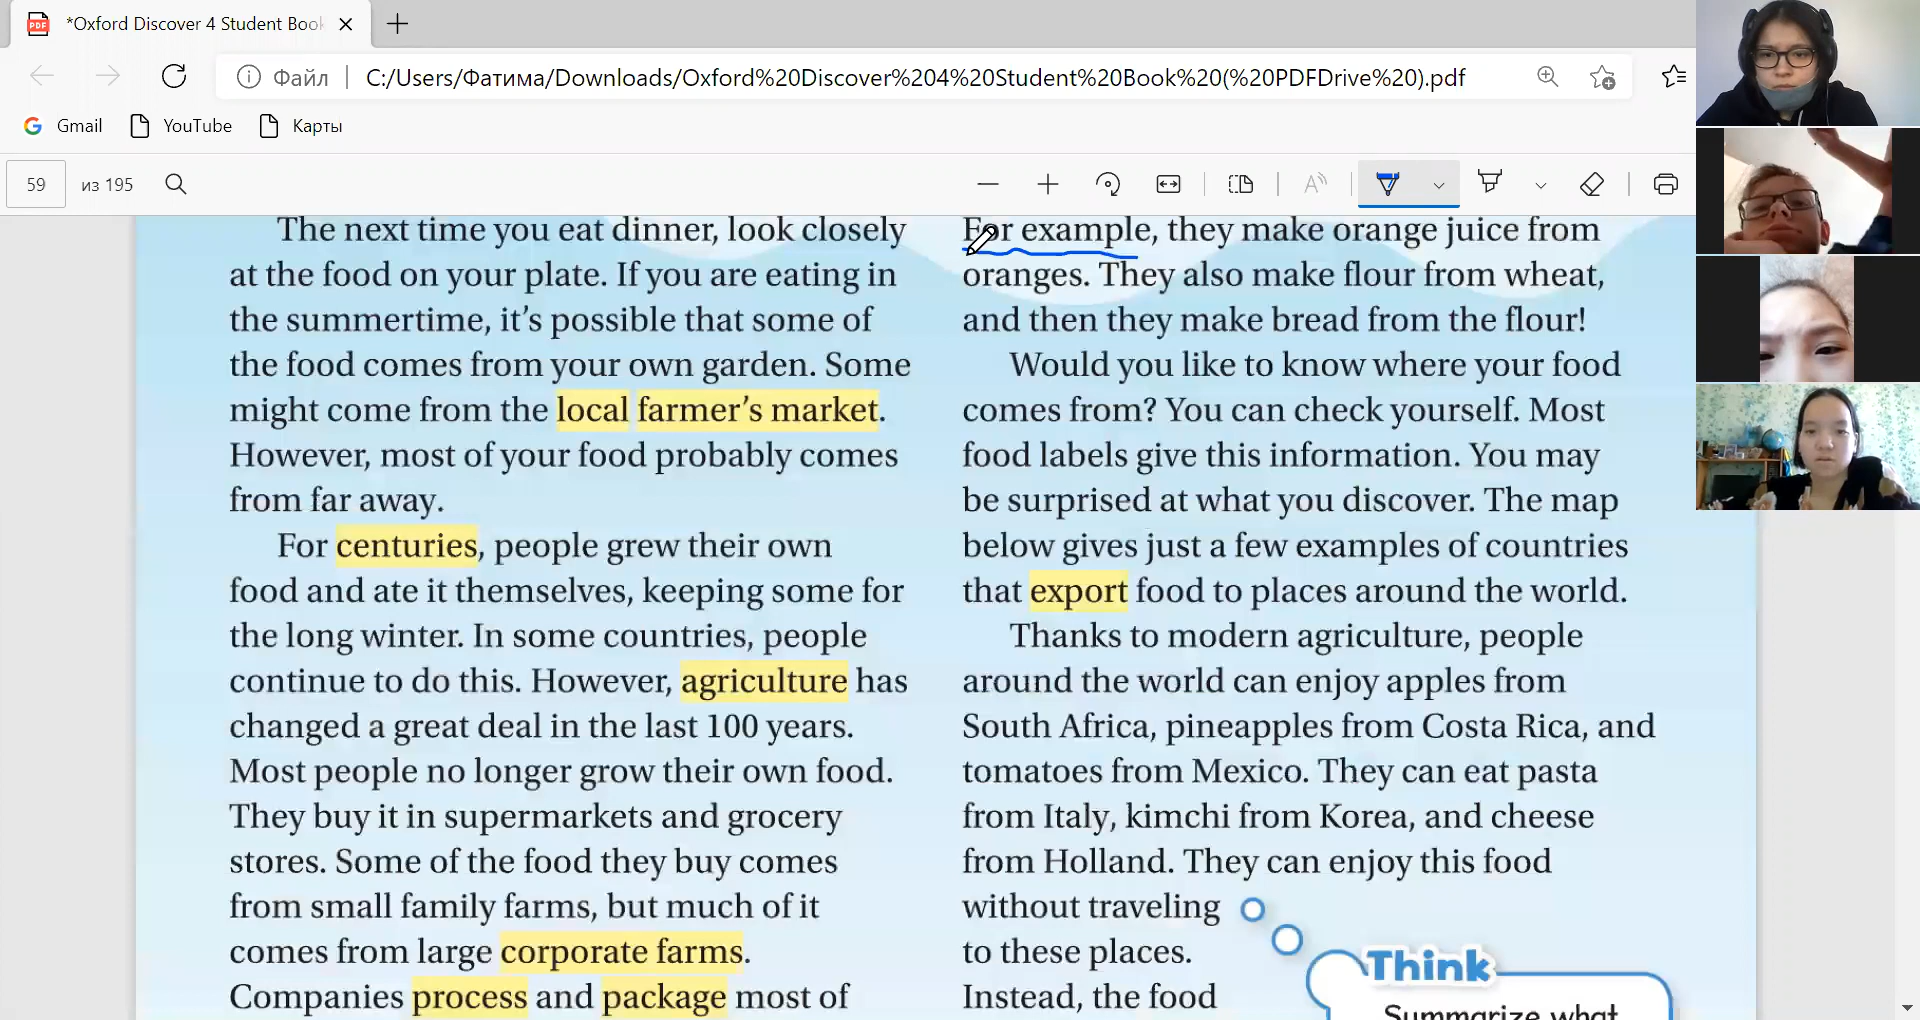 *Oxford Discover 4 Student Book
Файл C:/Users/Фатима/Downloads/Oxford%20Discover%204%20Student%20Book%20(%20PDFDrive%20).pdf
Gmail YouTube Карты
59 из 195
The next time you eat dinner, look closely
at the food on your plate. If you are eating in
the summertime, it's possible that some of
the food comes from your own garden. Some
might come from the local farmer's market.
However, most of your food probably comes
from far away.
For centuries, people grew their own
food and ate it themselves, keeping some for
the long winter. In some countries, people
continue to do this. However, agriculture has
changed a great deal in the last 100 years.
Most people no longer grow their own food.
They buy it in supermarkets and grocery
stores. Some of the food they buy comes
from small family farms, but much of it
comes from large corporate farms.
Companies process and package most of
For example, they make orange juice from
oranges. They also make flour from wheat,
and then they make bread from the flour!
Would you like to know where your food
comes from? You can check yourself. Most
food labels give this information. You may
be surprised at what you discover. The map
below gives just a few examples of countries
that export food to places around the world.
Thanks to modern agriculture, people
around the world can enjoy apples from
South Africa, pineapples from Costa Rica, and
tomatoes from Mexico. They can eat pasta
from Italy, kimchi from Korea, and cheese
from Holland. They can enjoy this food
without traveling
to these places.
Instead, the food
Think
Summarize what